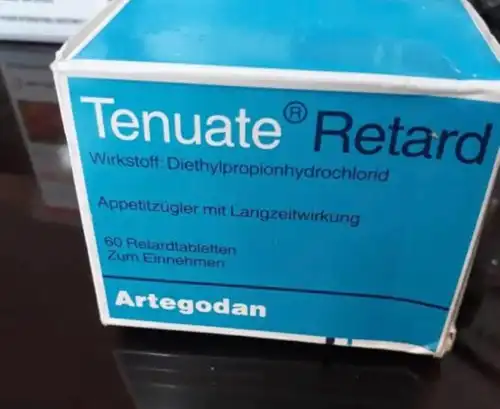 Tenuate® Retard
Wirkstoff: Diethylpropionhydrochlorid
Appetitzügler mit Langzeitwirkung
60 Retardtabletten
Zum Einnehmen
Artegodan